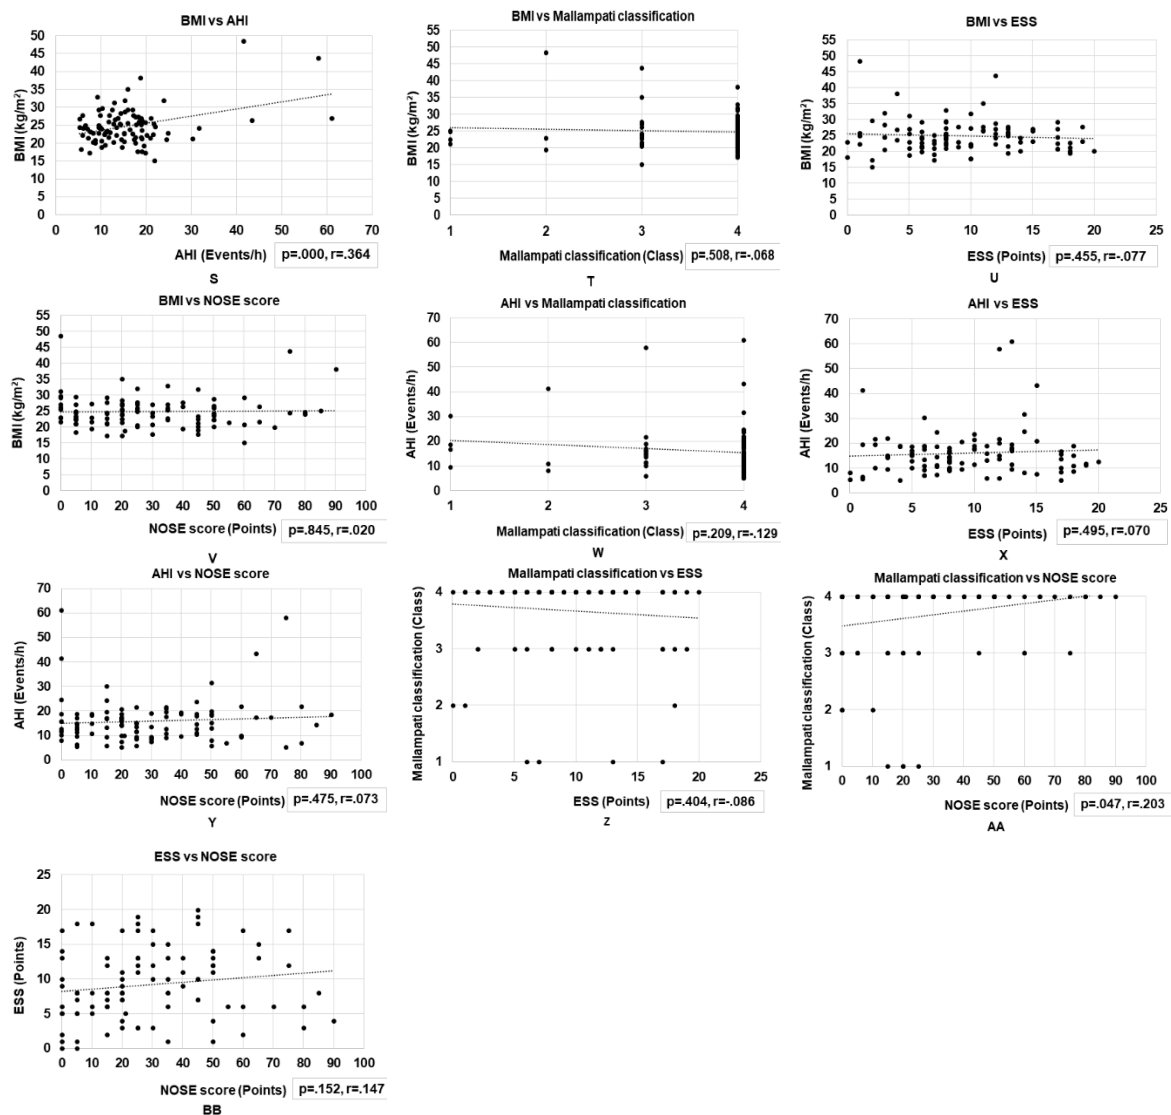 BMI vs AHI
50
45
40
35
30
25
20
15
10
5
0
BMI (kg/m²)
0 10 20 30 40 50 60 70
AHI (Events/h)
p=.000, r=.364
S
BMI vs Mallampati classification
55
50
45
40
35
30
25
20
15
10
5
0
BMI (kg/m²)
1 2 3 4
Mallampati classification (Class)
p=.508, r=-.068
T
BMI vs ESS
55
50
45
40
35
30
25
20
15
10
5
0
BMI (kg/m²)
0 5 10 15 20 25
ESS (Points)
p=.455, r=-.077
U
BMI vs NOSE score
55
50
45
40
35
30
25
20
15
10
5
0
BMI (kg/m²)
0 10 20 30 40 50 60 70 80 90 100
NOSE score (Points)
p=.845, r=.020
V
AHI vs Mallampati classification
70
60
50
40
30
20
10
0
AHI (Events/h)
1 2 3 4
Mallampati classification (Class)
p=.209, r=-.129
W
AHI vs ESS
70
60
50
40
30
20
10
0
AHI (Events/h)
0 5 10 15 20 25
ESS (Points)
p=.495, r=.070
X
AHI vs NOSE score
70
60
50
40
30
20
10
0
AHI (Events/h)
0 10 20 30 40 50 60 70 80 90 100
NOSE score (Points)
p=.475, r=.073
Y
Mallampati classification vs ESS
4
3
2
1
Mallampati classification (Class)
0 5 10 15 20 25
ESS (Points)
p=.404, r=-.086
Z
Mallampati classification vs NOSE score
4
3
2
1
Mallampati classification (Class)
0 10 20 30 40 50 60 70 80 90 100
NOSE score (Points)
p=.047, r=.203
AA
ESS vs NOSE score
25
20
15
10
5
0
ESS (Points)
0 10 20 30 40 50 60 70 80 90 100
NOSE score (Points)
p=.152, r=.147
BB